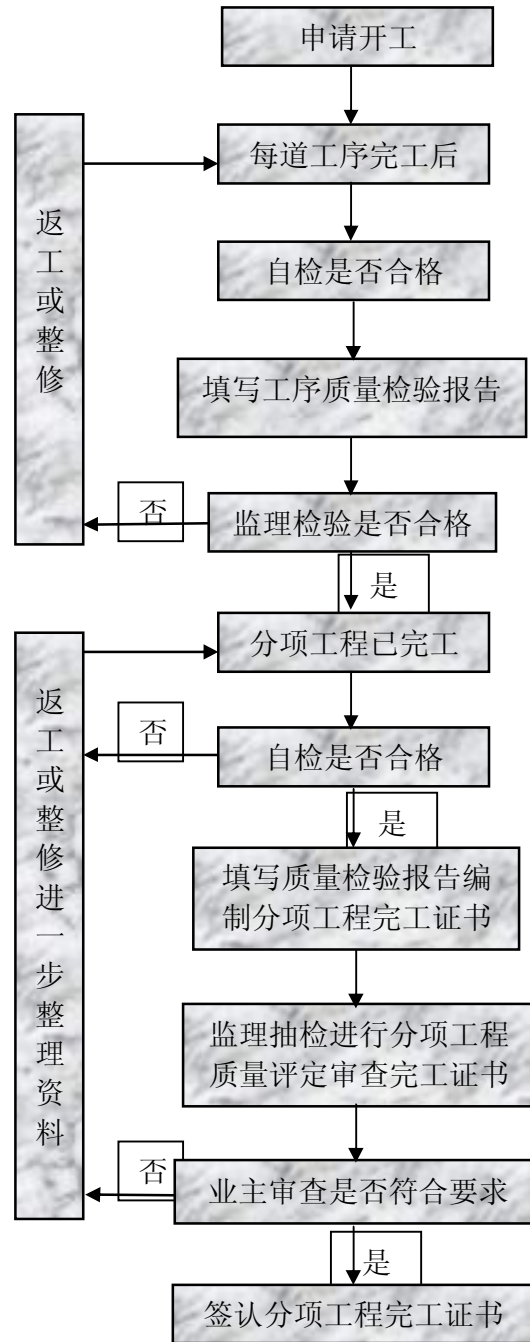 申请开工
每道工序完工后
返工或整修
自检是否合格
填写工序质量检验报告
否
监理检验是否合格
是
分项工程已完工
返工或整修进一步整理资料
否
自检是否合格
是
填写质量检验报告编
制分项工程完工证书
监理抽检进行分项工程
质量评定审查完工证书
否
业主审查是否符合要求
是
签认分项工程完工证书